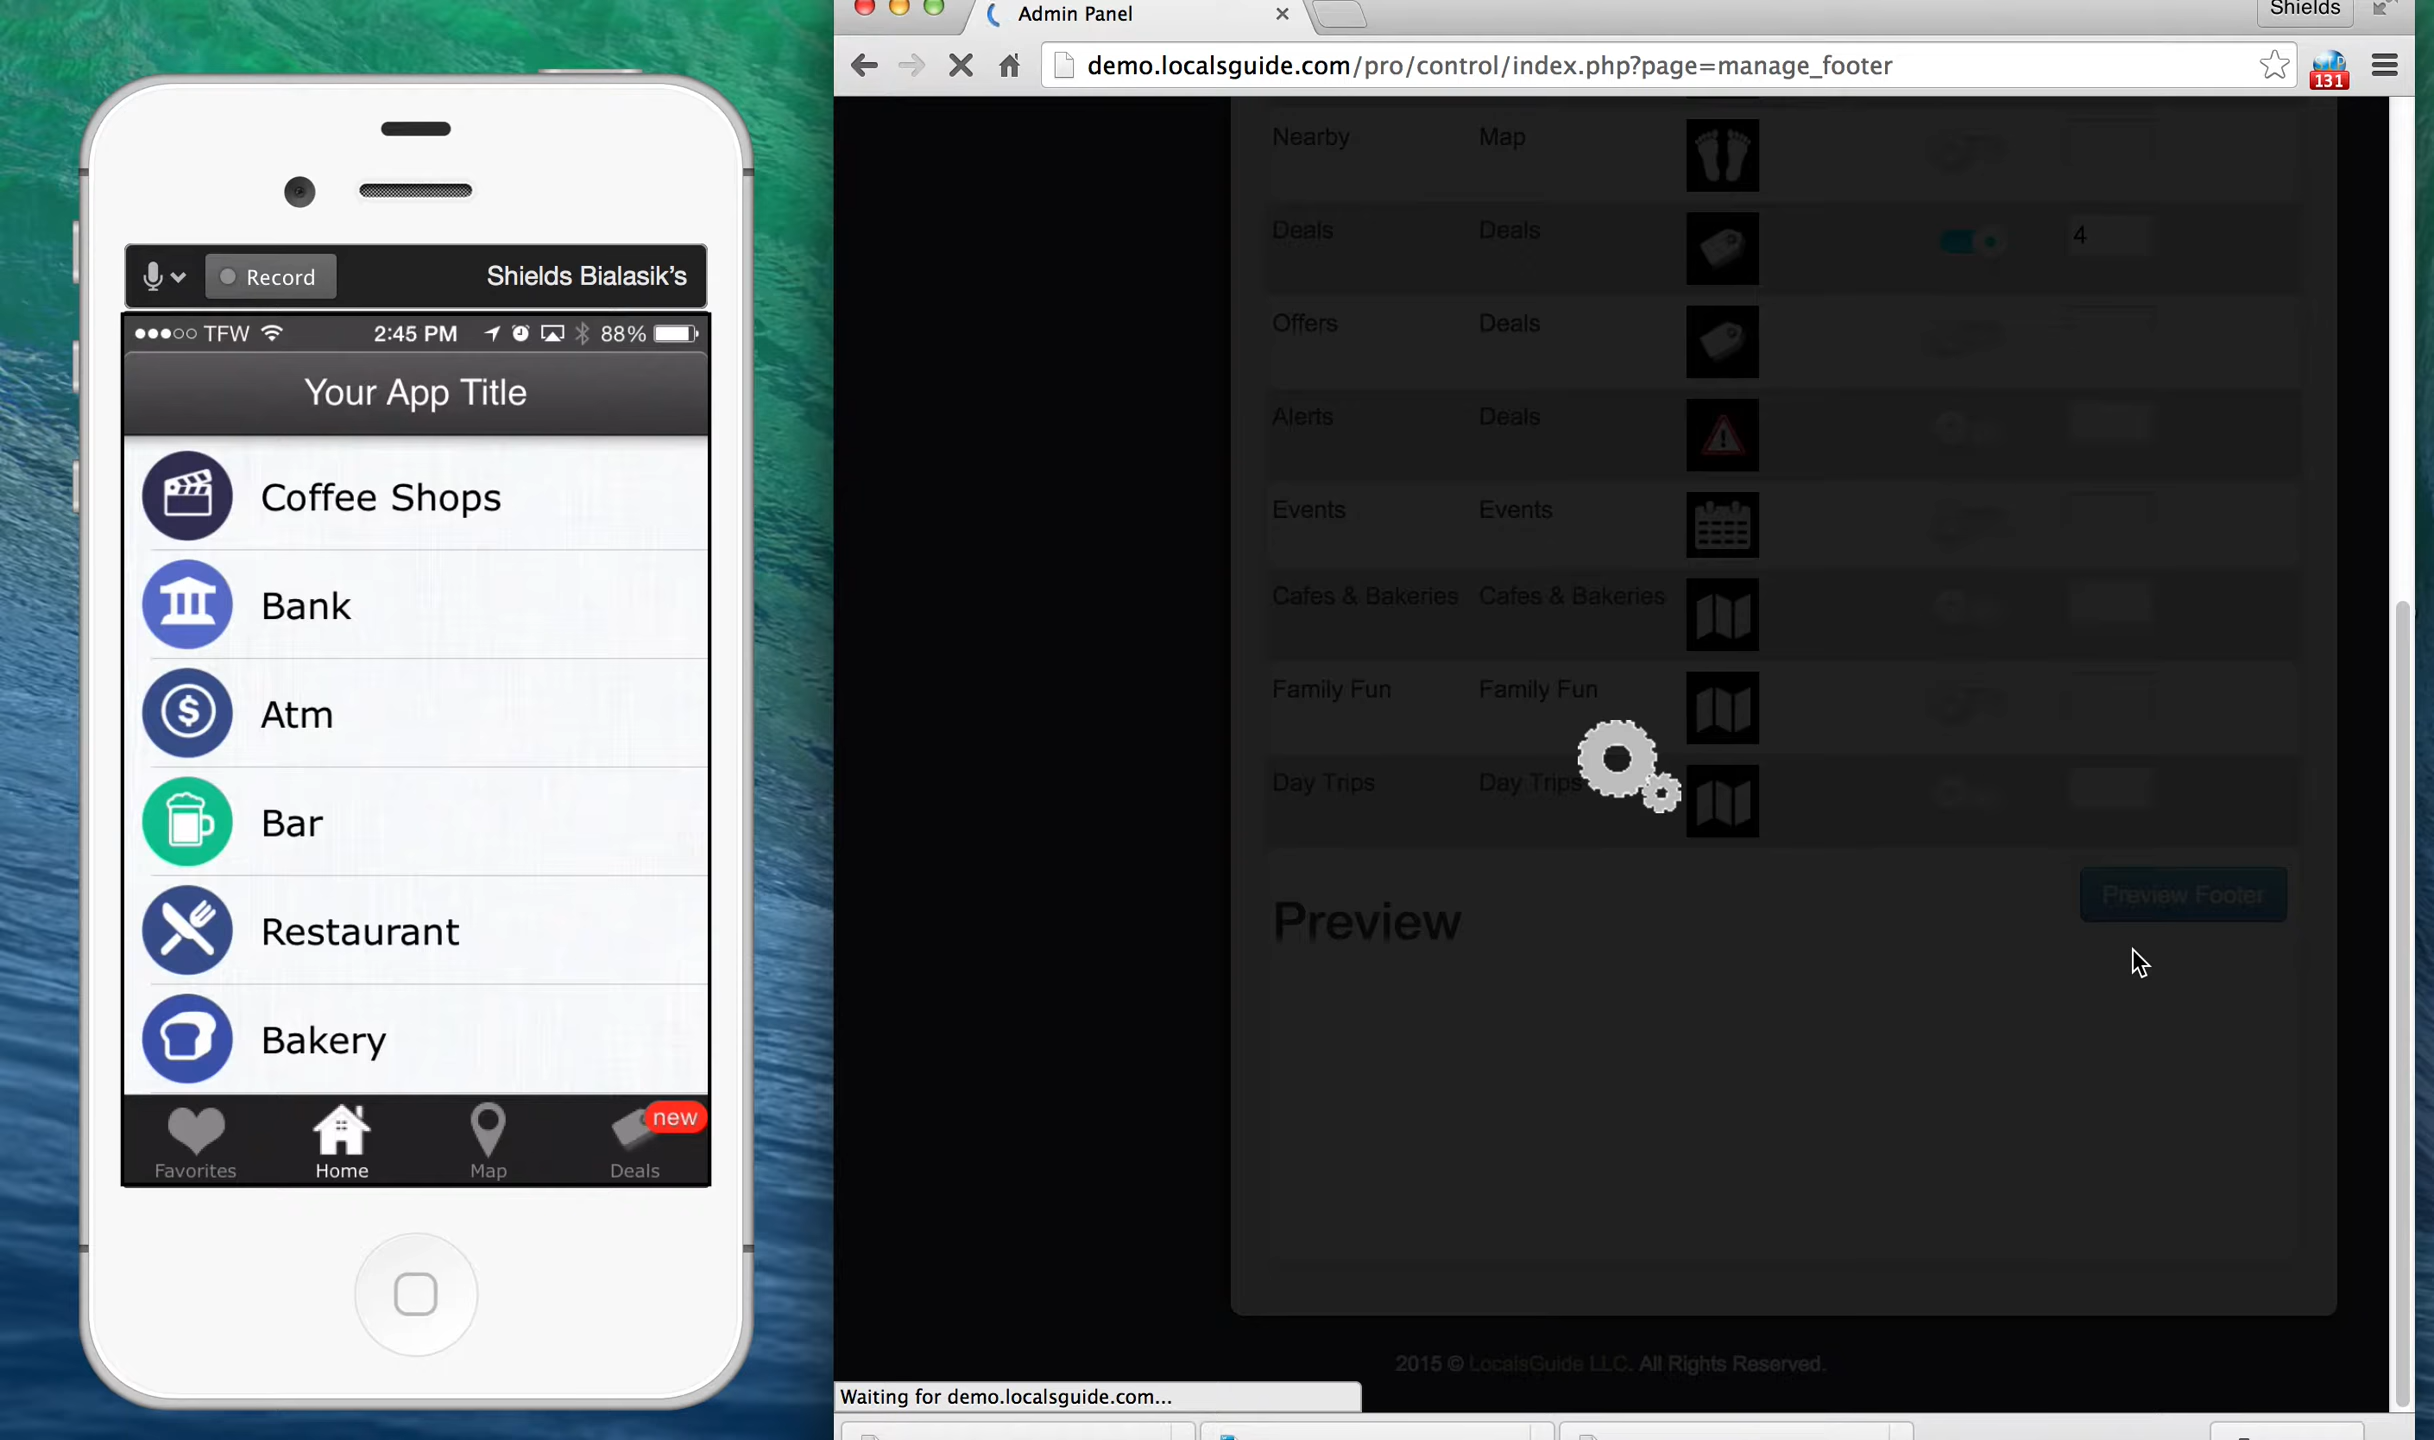 Record
Shields Bialasik's
TFW
2:45 PM
88%
Your App Title
Coffee Shops
Bank
Atm
Bar
Restaurant
Bakery
Favorites
Home
Map
Deals
new
Admin Panel
Shields
demo.localsguide.com/pro/control/index.php?page=manage_footer
131
Nearby Map
Deals Deals 4
Offers Deals
Alerts Deals
Events Events
Cafes & Bakeries Cafes & Bakeries
Family Fun Family Fun
Day Trips Day Trips
Preview Footer
Preview
2015 © LocalsGuide LLC. All Rights Reserved.
Waiting for demo.localsguide.com...